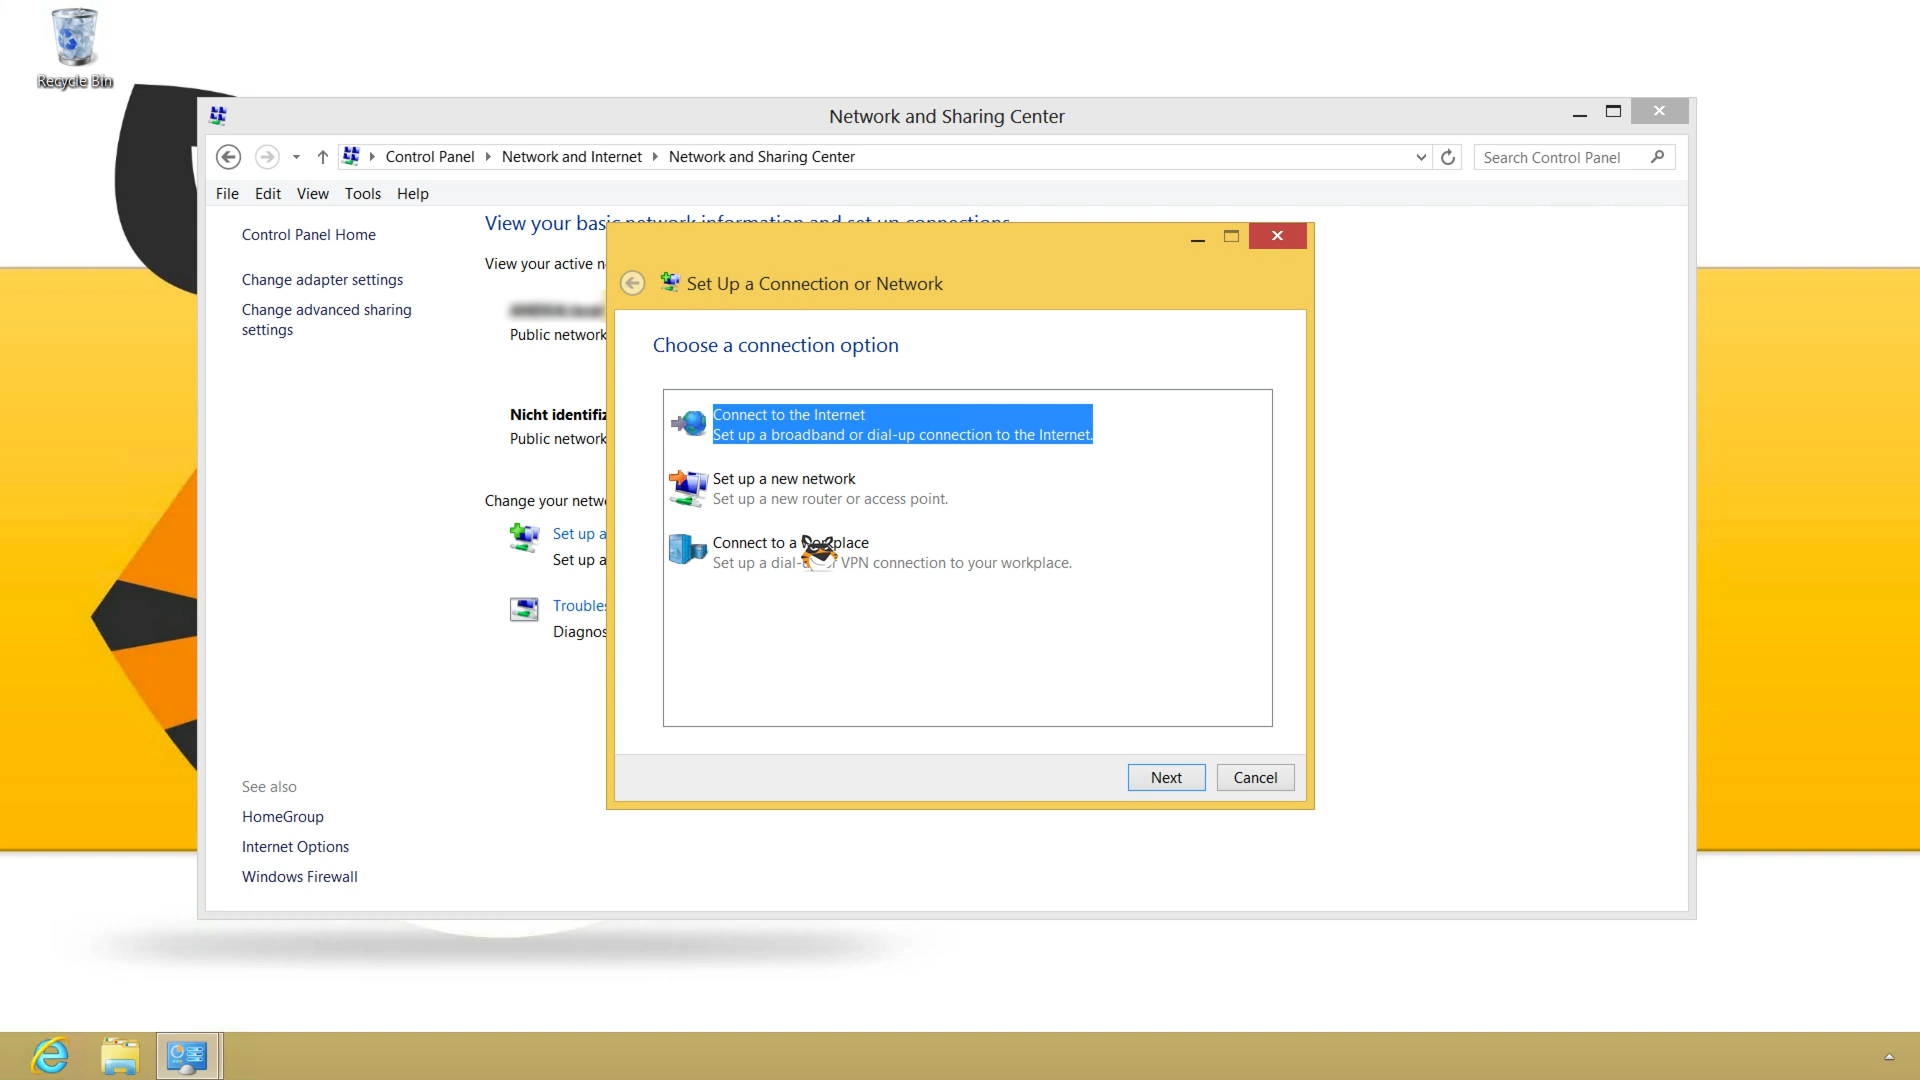 Recycle Bin
Network and Sharing Center
Control Panel Network and Internet Network and Sharing Center
Search Control Panel
File Edit View Tools Help
Control Panel Home
Change adapter settings
Change advanced sharing
settings
See also
HomeGroup
Internet Options
Windows Firewall
View your basic network information and set up connections
View your active n
Public network
Nicht identifiz
Public network
Change your netw
Set up a
Set up a
Troubles
Diagnos
Set Up a Connection or Network
Choose a connection option
Connect to the Internet
Set up a broadband or dial-up connection to the Internet.
Set up a new network
Set up a new router or access point.
Connect to a workplace
Set up a dial-up or VPN connection to your workplace.
Next
Cancel